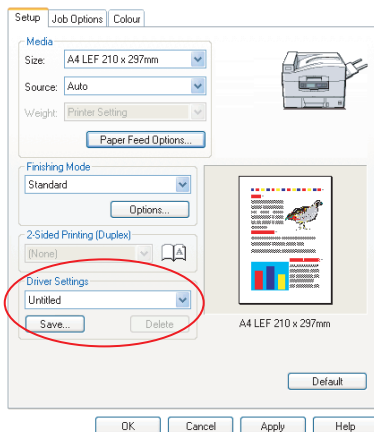 Setup Job Options Colour
Media
Size: A4 LEF 210 x 297mm
Source: Auto
Weight: Printer Setting
Paper Feed Options...
Finishing Mode
Standard
Options...
2-Sided Printing (Duplex)
(None)
A
Driver Settings
Untitled
Save... Delete
A4 LEF 210 x 297mm
Default
OK Cancel Apply Help